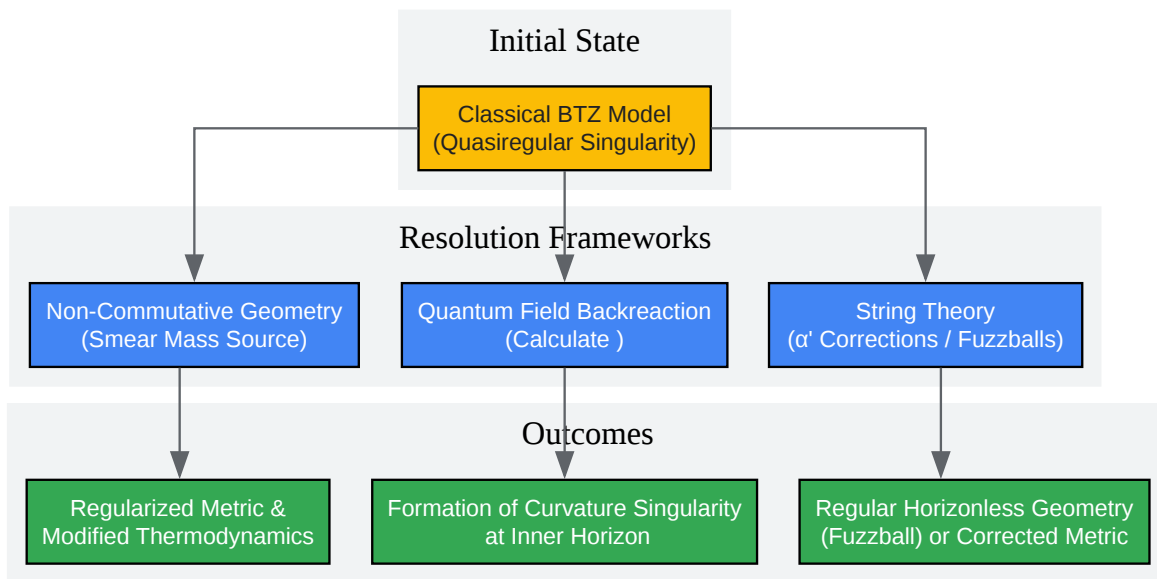 Initial State
Classical BTZ Model
(Quasiregular Singularity)
Resolution Frameworks
Non-Commutative Geometry
(Smear Mass Source)
Quantum Field Backreaction
(Calculate )
String Theory
(α' Corrections / Fuzzballs)
Outcomes
Regularized Metric &
Modified Thermodynamics
Formation of Curvature Singularity
at Inner Horizon
Regular Horizonless Geometry
(Fuzzball) or Corrected Metric